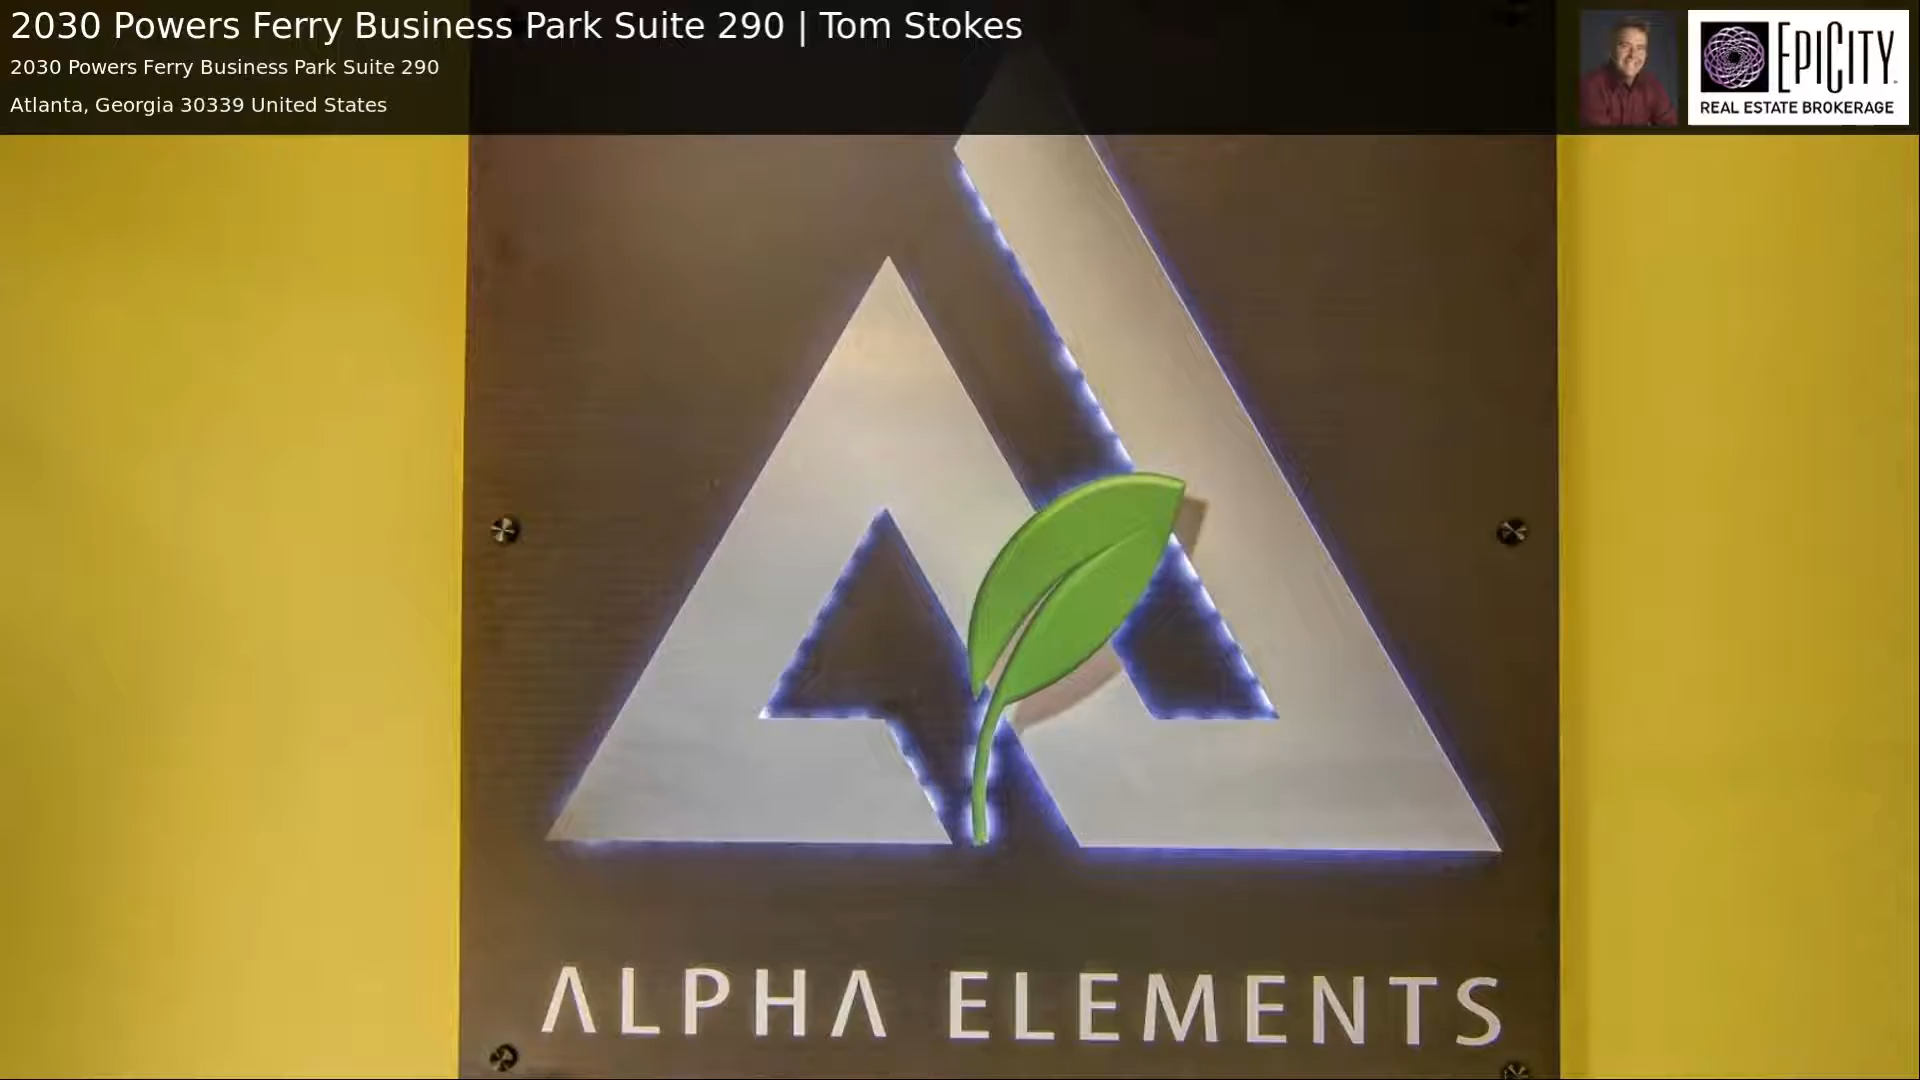 2030 Powers Ferry Business Park Suite 290 | Tom Stokes
2030 Powers Ferry Business Park Suite 290
Atlanta, Georgia 30339 United States
EPICITY
REAL ESTATE BROKERAGE
ALPHA ELEMENTS